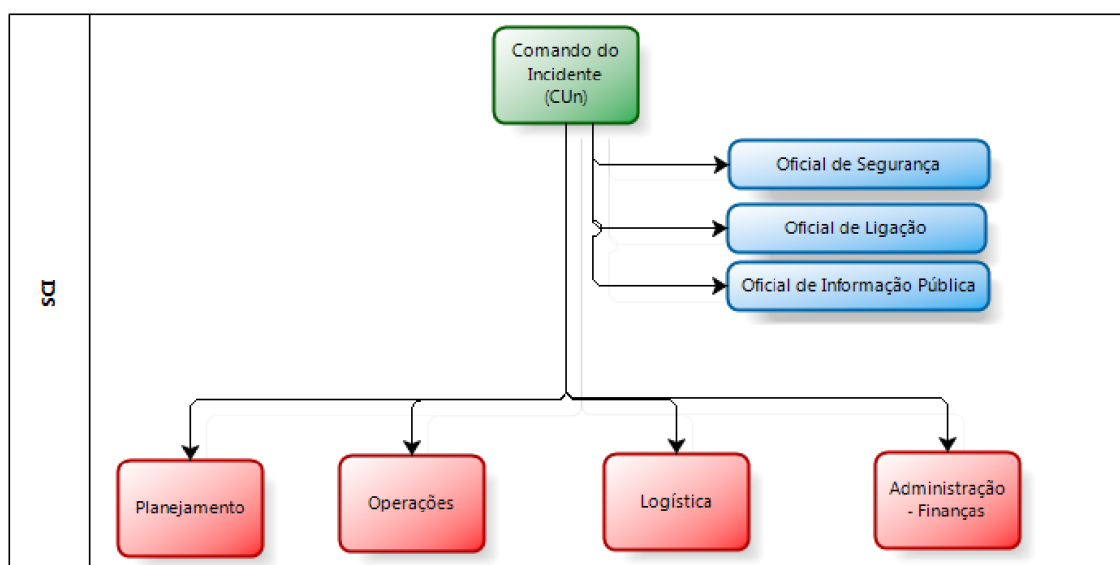 SCI
Comando do
Incidente
(CUn)
Oficial de Segurança
Oficial de Ligação
Oficial de Informação Pública
Planejamento
Operações
Logística
Administração
- Finanças